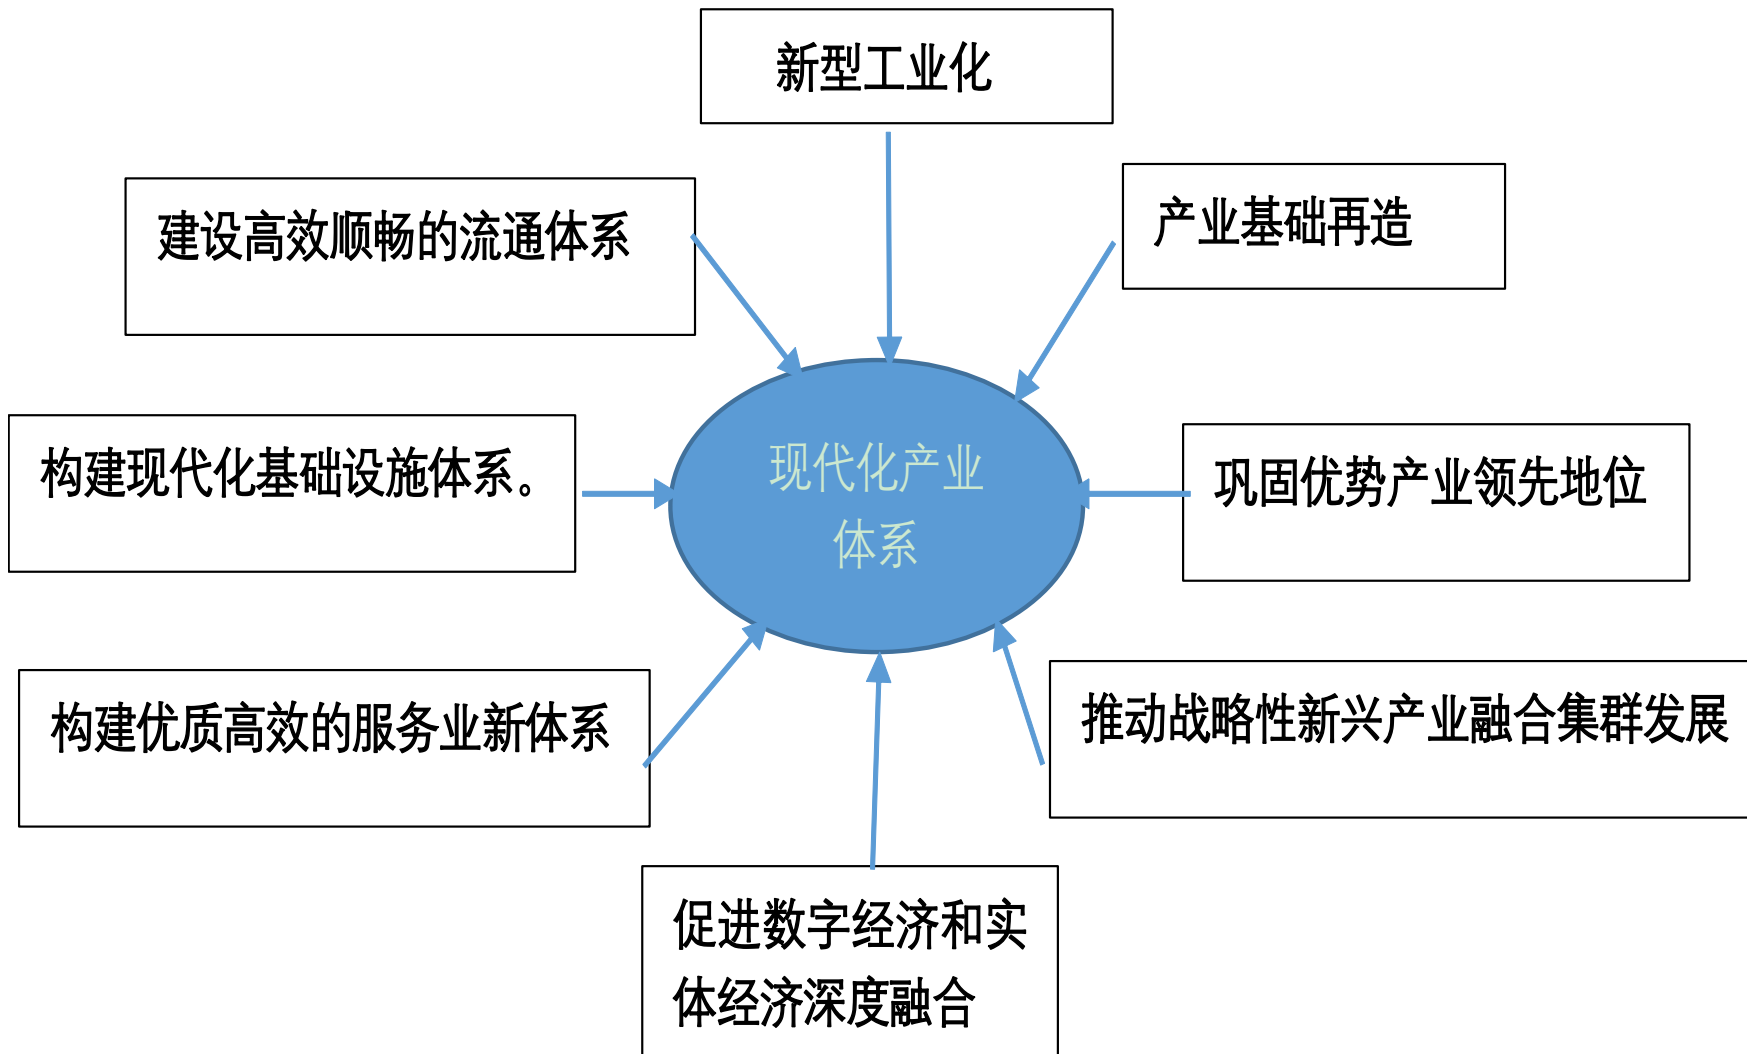 新型工业化
产业基础再造
建设高效顺畅的流通体系
构建现代化基础设施体系。
现代化产业
体系
巩固优势产业领先地位
构建优质高效的服务业新体系
推动战略性新兴产业融合集群发展
促进数字经济和实
体经济深度融合